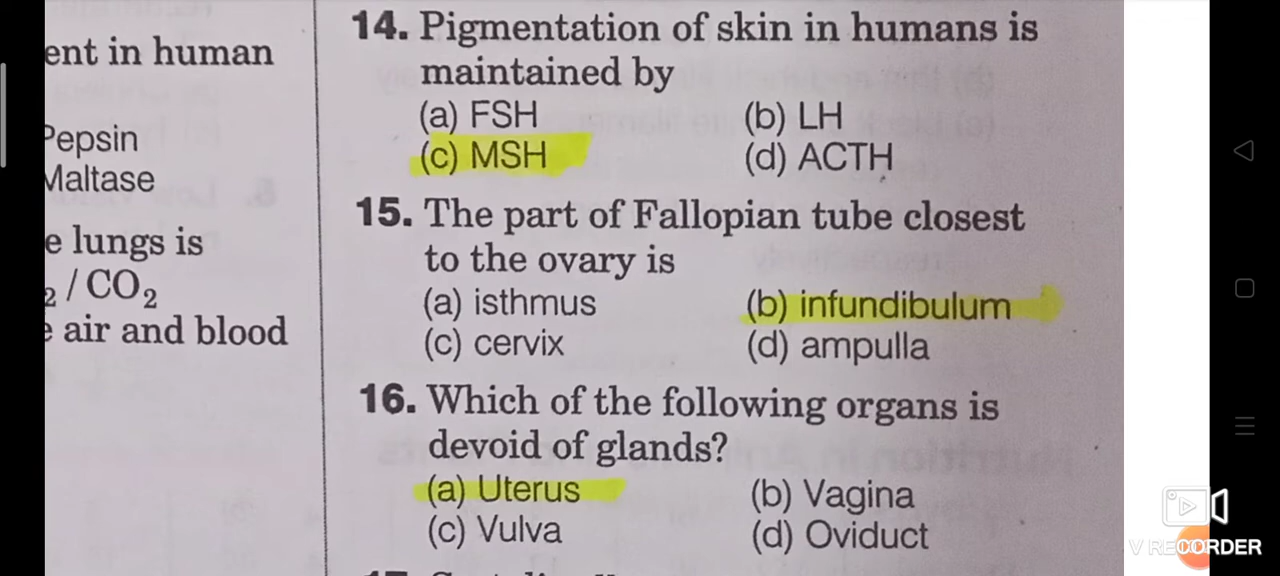 ent in human
Pepsin
Maltase
e lungs is
2 / CO2
e air and blood
14. Pigmentation of skin in humans is
maintained by
(a) FSH (b) LH
(c) MSH (d) ACTH
15. The part of Fallopian tube closest
to the ovary is
(a) isthmus (b) infundibulum
(c) cervix (d) ampulla
16. Which of the following organs is
devoid of glands?
(a) Uterus (b) Vagina
(c) Vulva (d) Oviduct
V RECORDER